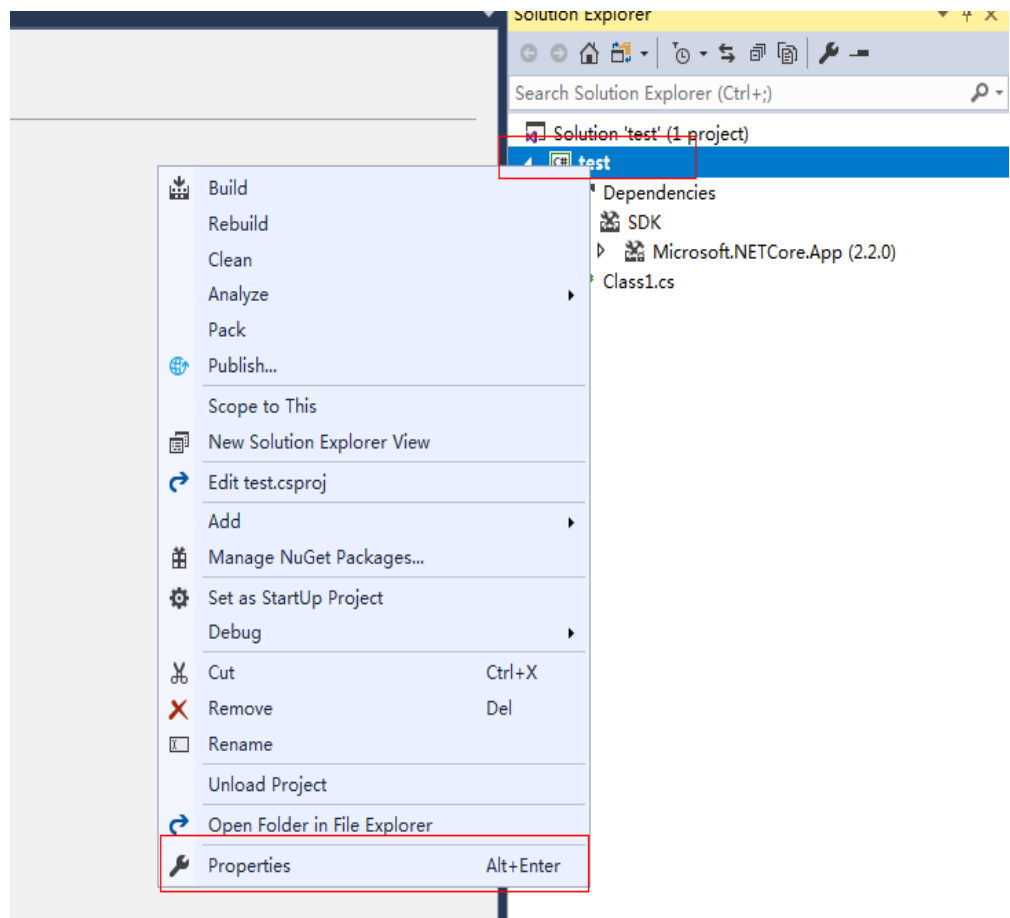 Solution Explorer
Search Solution Explorer (Ctrl+;)
Solution 'test' (1 project)
C# test
Dependencies
SDK
Microsoft.NETCore.App (2.2.0)
Class1.cs
Build
Rebuild
Clean
Analyze
Pack
Publish...
Scope to This
New Solution Explorer View
Edit test.csproj
Add
Manage NuGet Packages...
Set as StartUp Project
Debug
Cut Ctrl+X
Remove Del
Rename
Unload Project
Open Folder in File Explorer
Properties Alt+Enter